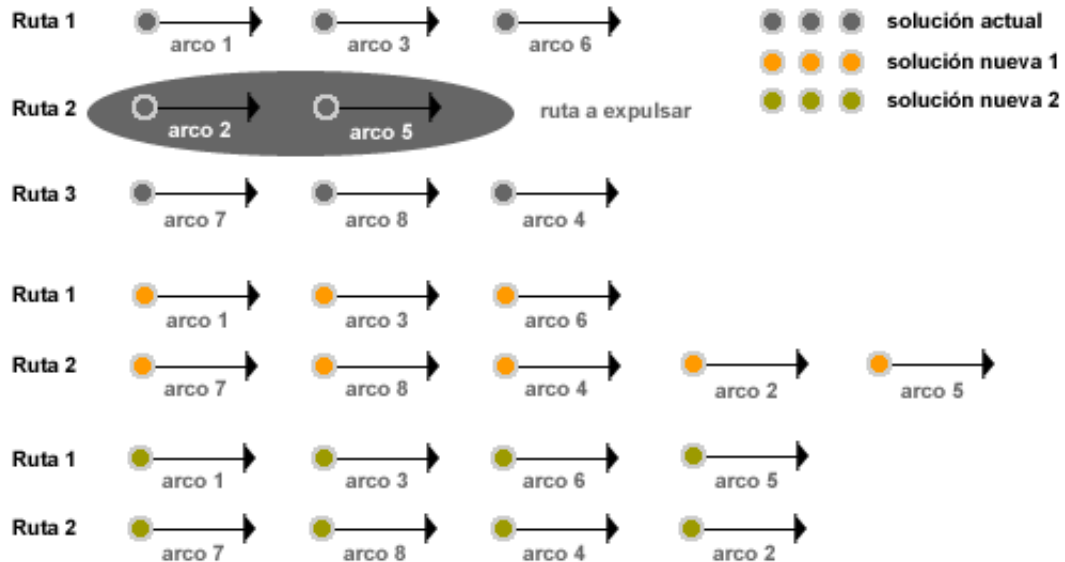 Ruta 1
arco 1 arco 3 arco 6
solución actual
solución nueva 1
solución nueva 2
Ruta 2
arco 2 arco 5
ruta a expulsar
Ruta 3
arco 7 arco 8 arco 4
Ruta 1
arco 1 arco 3 arco 6
Ruta 2
arco 7 arco 8 arco 4 arco 2 arco 5
Ruta 1
arco 1 arco 3 arco 6 arco 5
Ruta 2
arco 7 arco 8 arco 4 arco 2